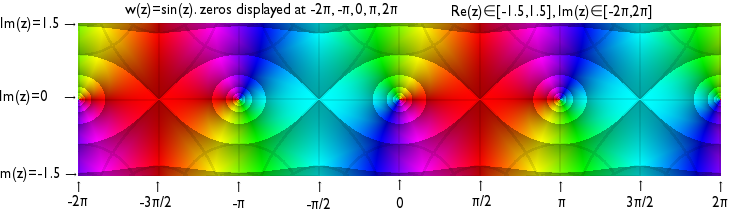 w(z)=sin(z). zeros displayed at -2π, -π,0, π,2π Re(z)∈[-1.5,1.5], Im(z)∈[-2π,2π]
Im(z)=1.5 →
Im(z)=0 →
m(z)=-1.5 →
-2π -3π/2 -π -π/2 0 π/2 π 3π/2 2π